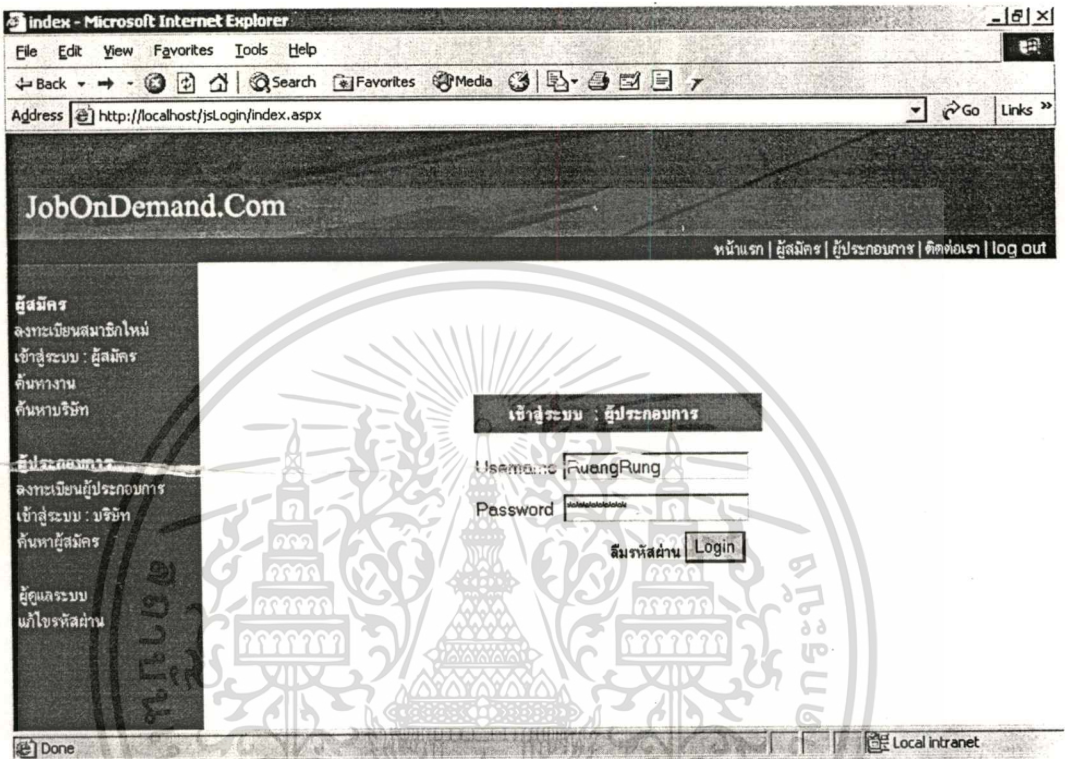 index - Microsoft Internet Explorer
File Edit View Favorites Tools Help
Back Search Favorites Media
Address http://localhost/jsLogin/index.aspx Go Links »
JobOnDemand.Com
หน้าแรก | ผู้สมัคร | ผู้ประกอบการ | ติดต่อเรา | log out
ผู้สมัคร
ลงทะเบียนสมาชิกใหม่
เข้าสู่ระบบ : ผู้สมัคร
ค้นหางาน
ค้นหาบริษัท
ผู้ประกอบการ
ลงทะเบียนผู้ประกอบการ
เข้าสู่ระบบ : บริษัท
ค้นหาผู้สมัคร
ผู้ดูแลระบบ
แก้ไขรหัสผ่าน
เข้าสู่ระบบ : ผู้ประกอบการ
Username RuangRung
Password
ลืมรหัสผ่าน Login
Done Local intranet